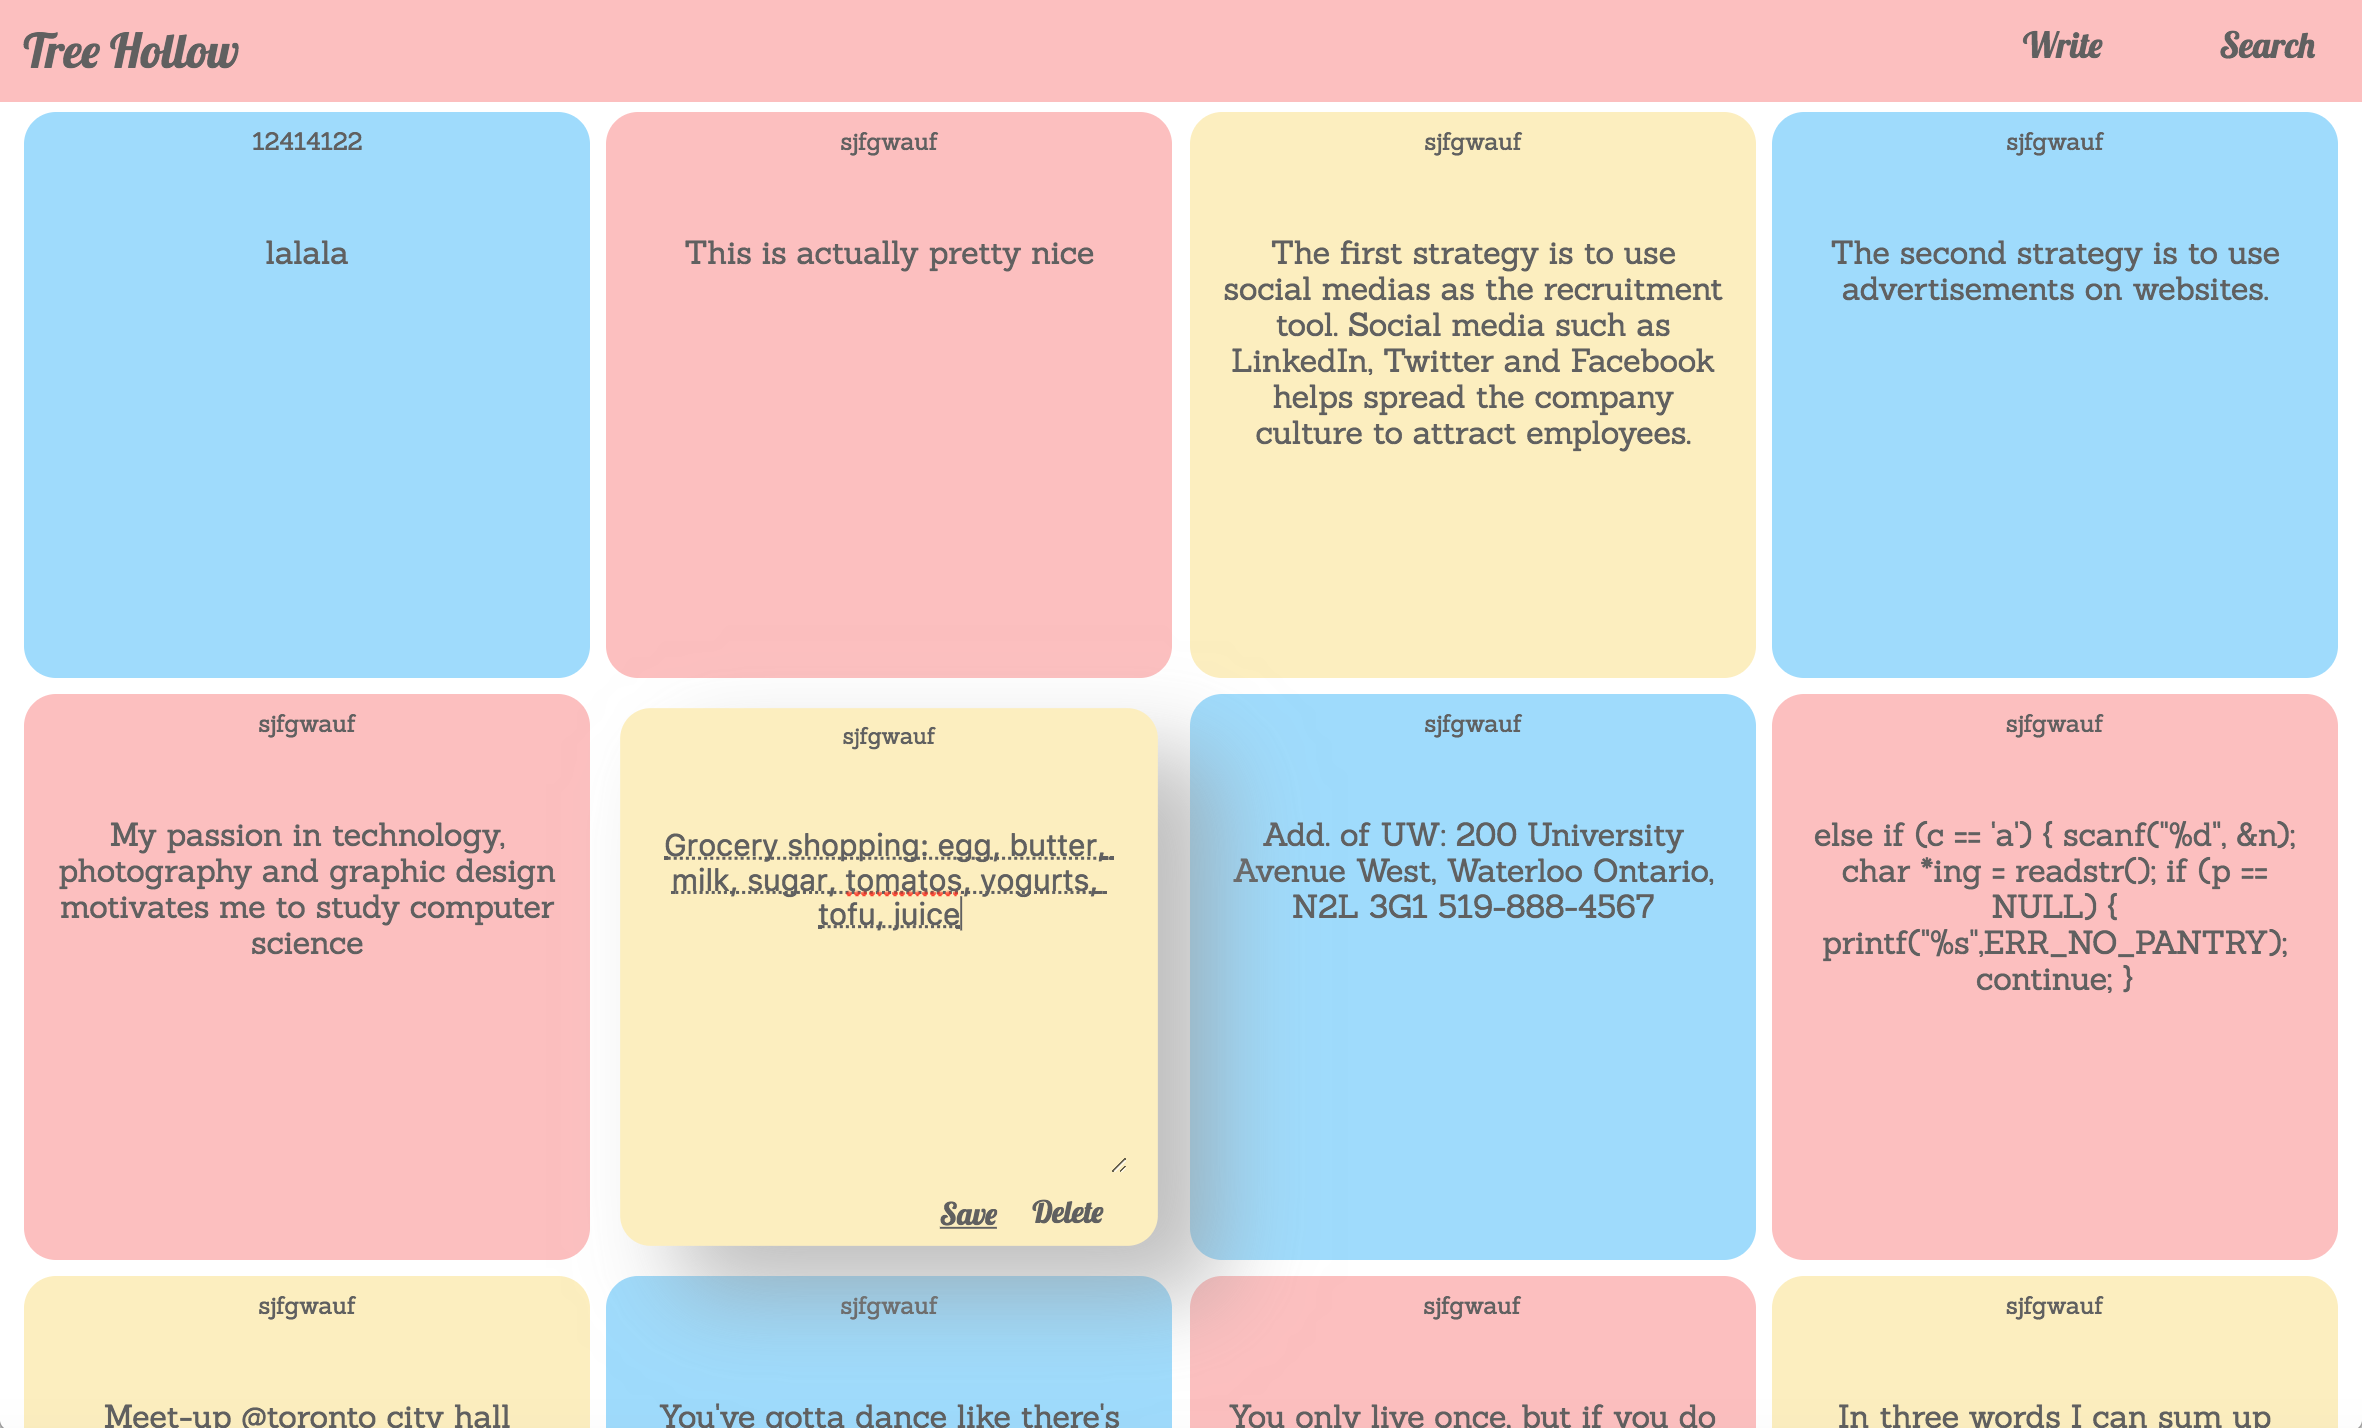 Tree Hollow
Write
Search
12414122
lalala
sjfgwauf
This is actually pretty nice
sjfgwauf
The first strategy is to use
social medias as the recruitment
tool. Social media such as
LinkedIn, Twitter and Facebook
helps spread the company
culture to attract employees.
sjfgwauf
The second strategy is to use
advertisements on websites.
sjfgwauf
My passion in technology,
photography and graphic design
motivates me to study computer
science
sjfgwauf
Grocery shopping: egg, butter,
milk, sugar, tomatos, yogurts,
tofu, juice
Save
Delete
sjfgwauf
Add. of UW: 200 University
Avenue West, Waterloo Ontario,
N2L 3G1 519-888-4567
sjfgwauf
else if (c == 'a') { scanf("%d", &n);
char *ing = readstr(); if (p ==
NULL) {
printf("%s",ERR_NO_PANTRY);
continue; }
sjfgwauf
Meet-up @toronto city hall
sjfgwauf
You've gotta dance like there's
sjfgwauf
You only live once, but if you do
sjfgwauf
In three words I can sum up